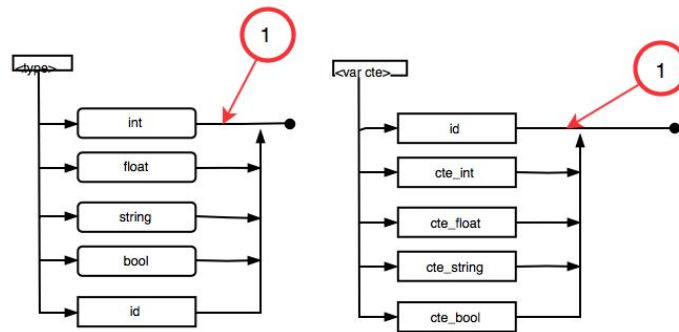 1
<type>
int
float
string
bool
id
1
<var cte>
id
cte_int
cte_float
cte_string
cte_bool